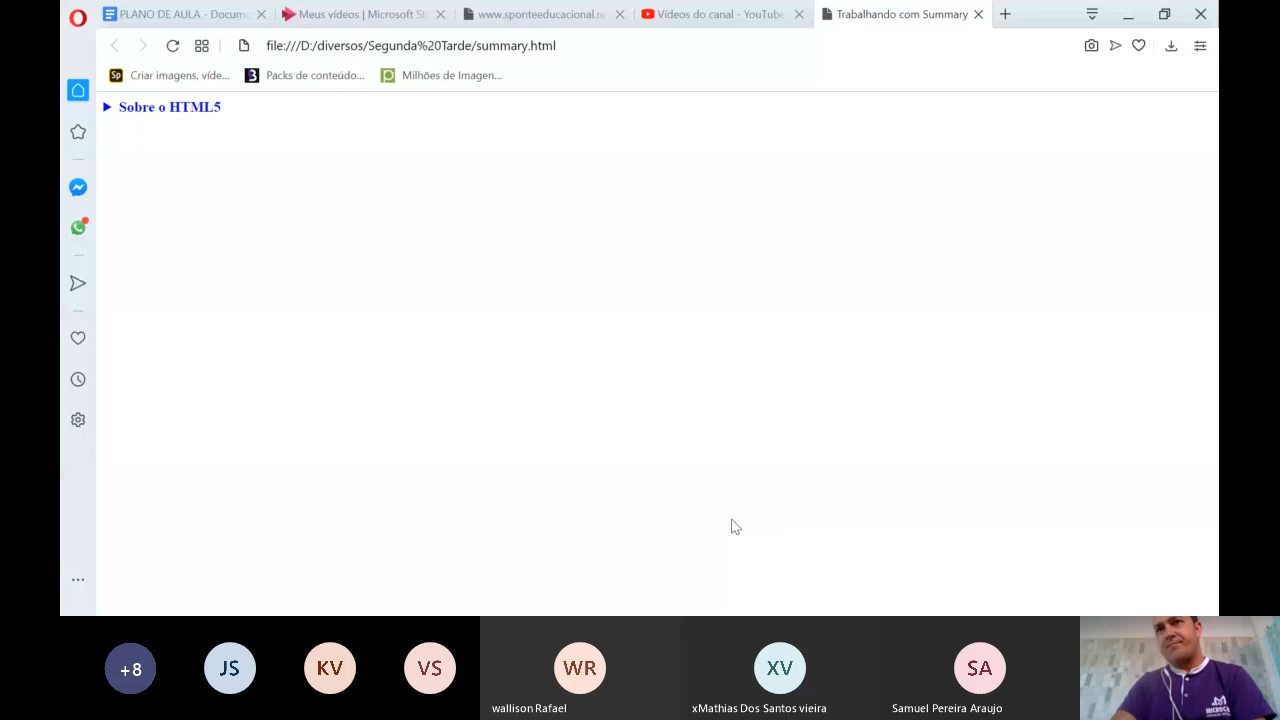 PLANO DE AULA - Docum
Meus vídeos | Microsoft St
www.sponteeducacional.n
Vídeos do canal - YouTube
Trabalhando com Summary
file:///D:/diversos/Segunda%20Tarde/summary.html
Sp Criar imagens, víde...
Packs de conteúdo...
Milhões de Imagen...
Sobre o HTML5
+8
JS
KV
VS
WR
XV
SA
wallison Rafael
xMathias Dos Santos vieira
Samuel Pereira Araujo